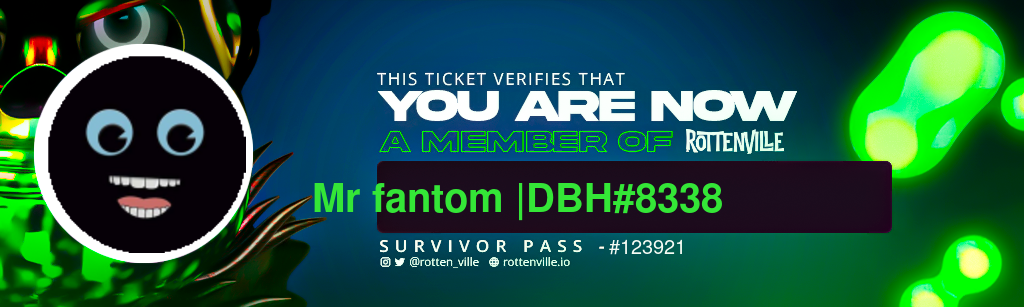 THIS TICKET VERIFIES THAT
YOU ARE NOW
A MEMBER OF ROTTENVILLE
Mr fantom |DBH#8338
SURVIVOR PASS - #123921
@rotten_ville rottenville.io